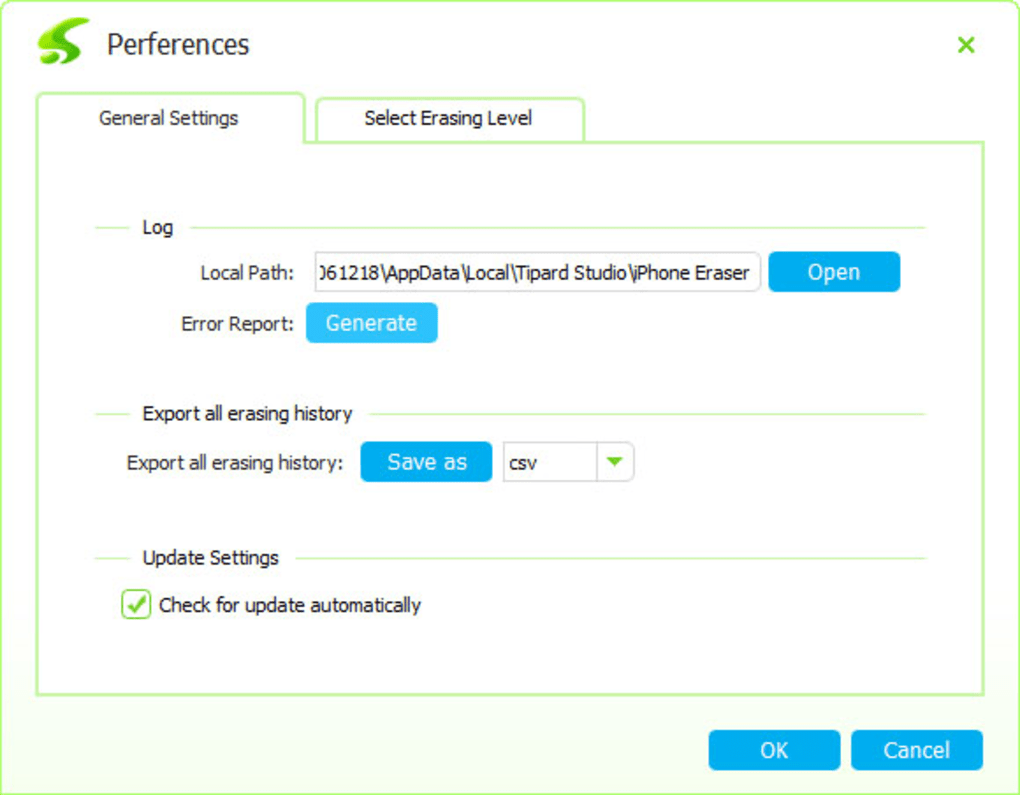 Perferences
General Settings
Select Erasing Level
Log
Local Path: 061218\AppData\Local\Tipard Studio\iPhone Eraser Open
Error Report: Generate
Export all erasing history
Export all erasing history: Save as csv
Update Settings
Check for update automatically
OK Cancel